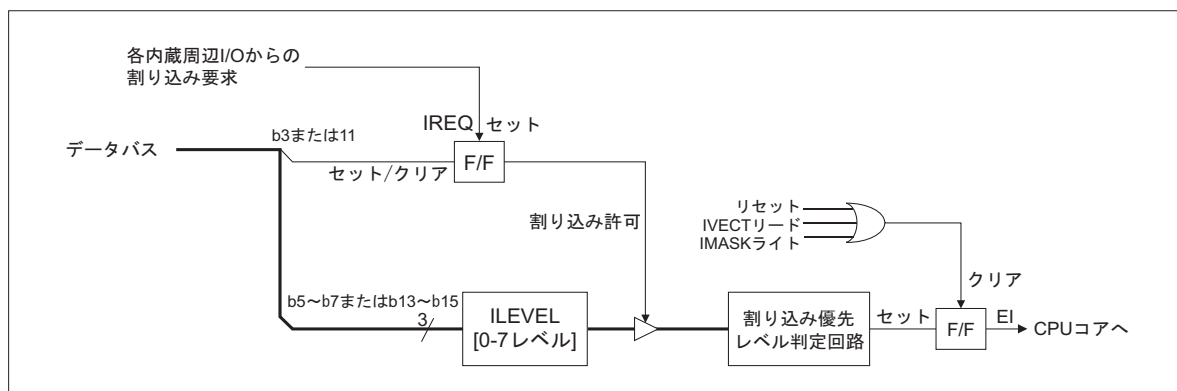 各内蔵周辺I/Oからの
割り込み要求
IREQ セット
b3または11
データバス
セット/クリア
F/F
割り込み許可
リセット
IVECTリード
IMASKライト
クリア
b5～b7またはb13～b15
3
ILEVEL
[0-7レベル]
割り込み優先
レベル判定回路
セット
F/F
EI
CPUコアへ